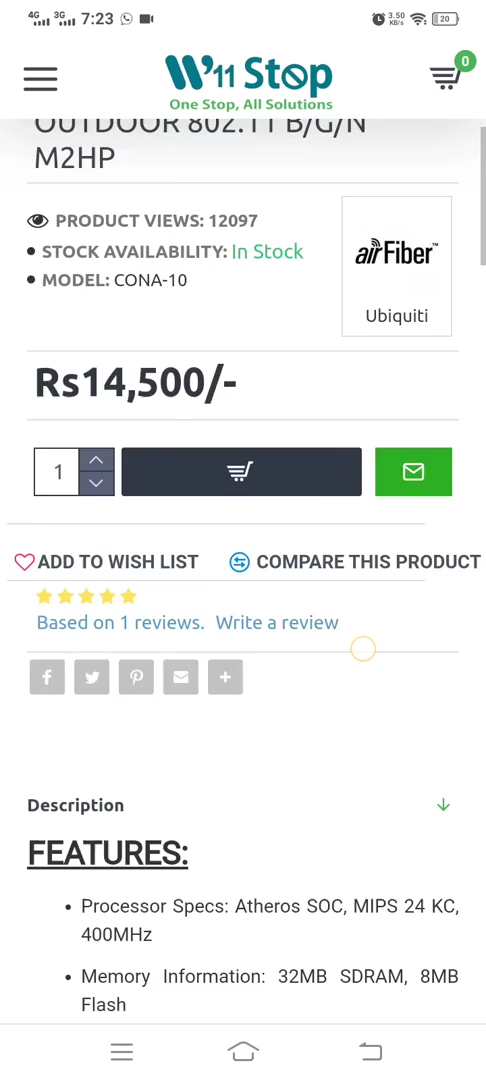 4G 3G 7:23 3.50 KB/s 20
W'11 Stop
One Stop, All Solutions
0
OUTDOOR 802.11 B/G/N
M2HP
PRODUCT VIEWS: 12097
STOCK AVAILABILITY: In Stock
MODEL: CONA-10
airFiber™
Ubiquiti
Rs14,500/-
1
ADD TO WISH LIST COMPARE THIS PRODUCT
Based on 1 reviews. Write a review
Description
FEATURES:
• Processor Specs: Atheros SOC, MIPS 24 KC,
400MHz
• Memory Information: 32MB SDRAM, 8MB
Flash